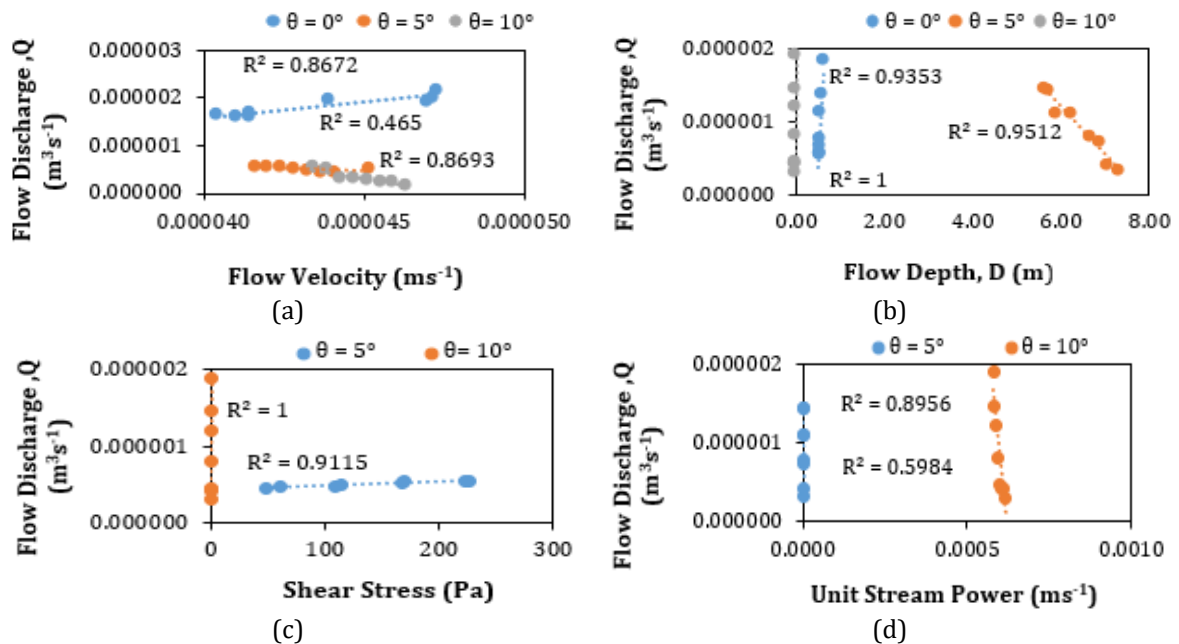 θ = 0° θ = 5° θ = 10°
Flow Discharge ,Q
(m³s⁻¹)
0.000003
0.000002
0.000001
0.000000
R² = 0.8672
R² = 0.465
R² = 0.8693
0.000040 0.000045 0.000050
Flow Velocity (ms⁻¹)
(a)
θ = 0° θ = 5° θ = 10°
Flow Discharge ,Q
(m³s⁻¹)
0.000002
0.000001
0.000000
R² = 0.9353
R² = 0.9512
R² = 1
0.00 2.00 4.00 6.00 8.00
Flow Depth, D (m)
(b)
θ = 5° θ= 10°
Flow Discharge ,Q
(m³s⁻¹)
0.000002
0.000001
0.000000
R² = 1
R² = 0.9115
0 100 200 300
Shear Stress (Pa)
(c)
θ = 5° θ = 10°
Flow Discharge ,Q
(m³s⁻¹)
0.000002
0.000001
0.000000
R² = 0.8956
R² = 0.5984
0.0000 0.0005 0.0010
Unit Stream Power (ms⁻¹)
(d)